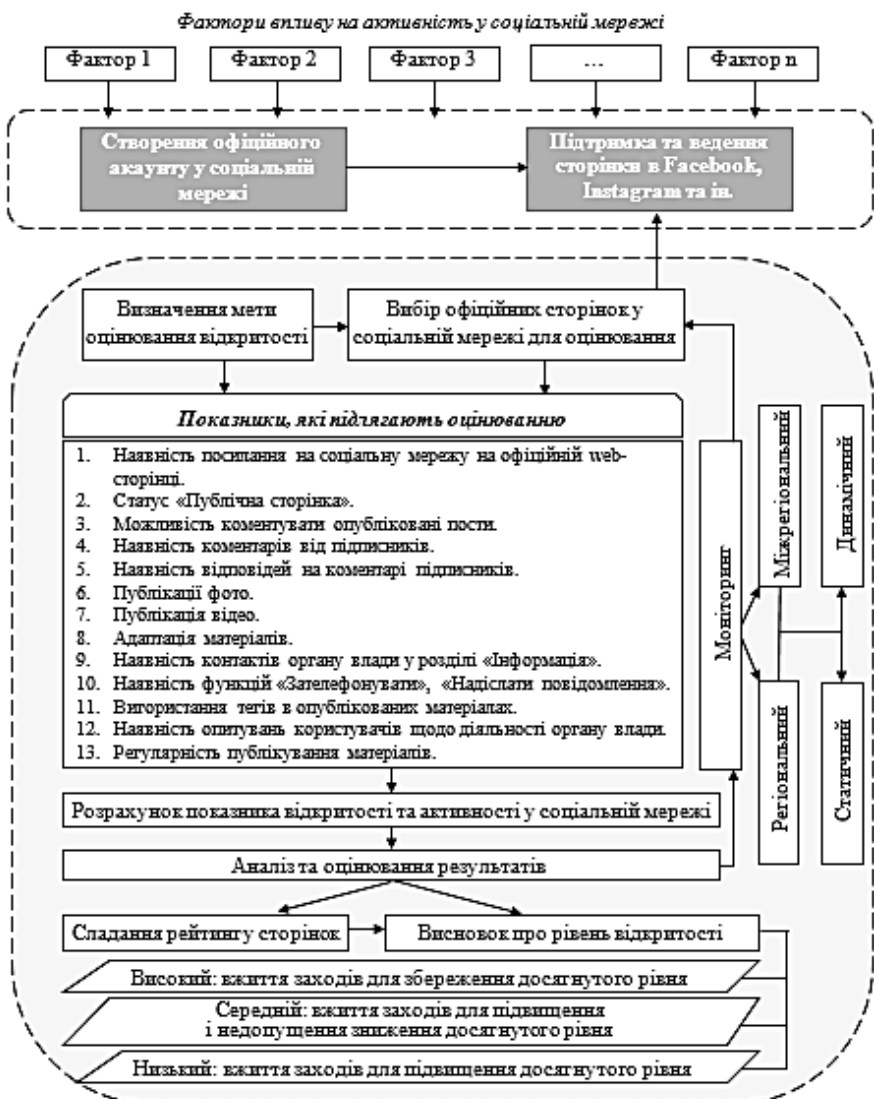 Фактори впливу на активність у соціальній мережі
Фактор 1
Фактор 2
Фактор 3
...
Фактор n
Створення офіційного
акаунту у соціальній
мережі
Підтримка та ведення
сторінки в Facebook,
Instagram та ін.
Визначення мети
оцінювання відкритості
Вибір офіційних сторінок у
соціальній мережі для оцінювання
Показники, які підлягають оцінюванню
1. Наявність посилання на соціальну мережу на офіційній web-
сторінці.
2. Статус «Публічна сторінка».
3. Можливість коментувати опубліковані пости.
4. Наявність коментарів від підписників.
5. Наявність відповідей на коментарі підписників.
6. Публікації фото.
7. Публікація відео.
8. Адаптація матеріалів.
9. Наявність контактів органу влади у розділі «Інформація».
10. Наявність функцій «Зателефонувати», «Надіслати повідомлення».
11. Використання тегів в опублікованих матеріалах.
12. Наявність опитувань користувачів щодо діяльності органу влади.
13. Регулярність публікування матеріалів.
Моніторинг
Міжрегіональний
Динамічний
Регіональний
Статичний
Розрахунок показника відкритості та активності у соціальній мережі
Аналіз та оцінювання результатів
Сладання рейтингу сторінок
Висновок про рівень відкритості
Високий: вжиття заходів для збереження досягнутого рівня
Середній: вжиття заходів для підвищення
і недопущення зниження досягнутого рівня
Низький: вжиття заходів для підвищення досягнутого рівня